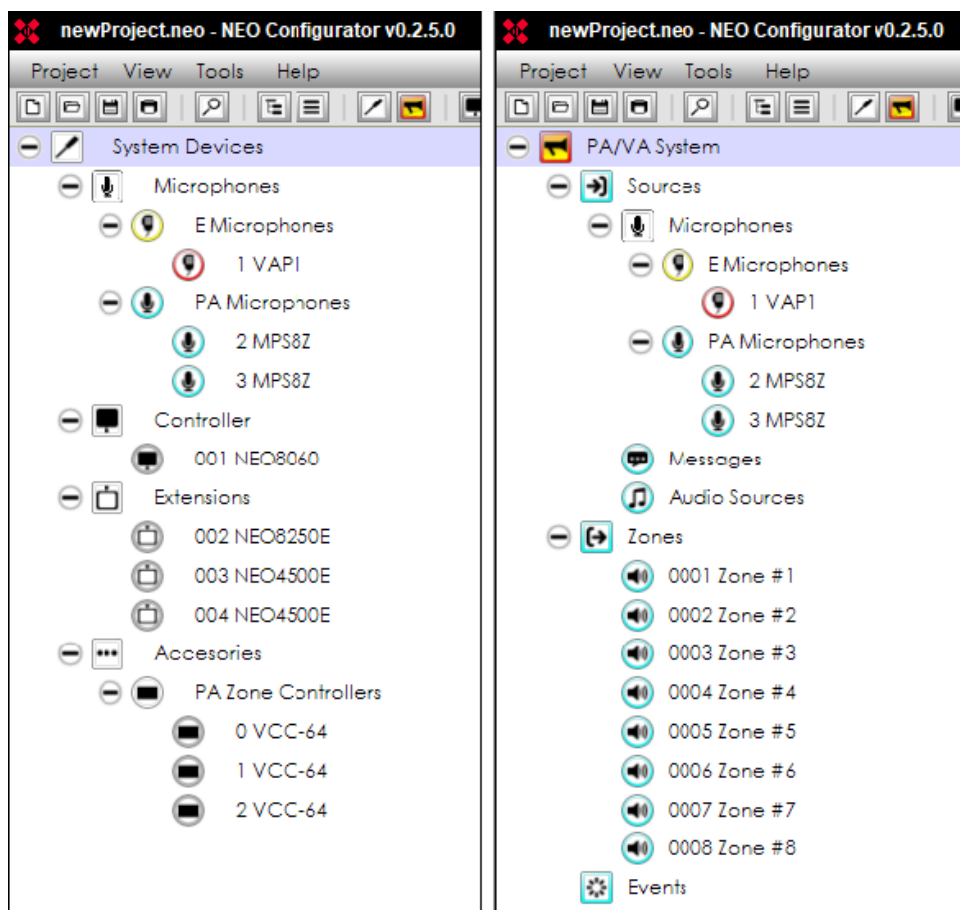 newProject.neo - NEO Configurator v0.2.5.0
Project View Tools Help
System Devices
Microphones
E Microphones
1 VAP1
PA Microphones
2 MPS8Z
3 MPS8Z
Controller
001 NEO8060
Extensions
002 NEO8250E
003 NEO4500E
004 NEO4500E
Accesories
PA Zone Controllers
0 VCC-64
1 VCC-64
2 VCC-64
newProject.neo - NEO Configurator v0.2.5.0
Project View Tools Help
PA/VA System
Sources
Microphones
E Microphones
1 VAP1
PA Microphones
2 MPS8Z
3 MPS8Z
Messages
Audio Sources
Zones
0001 Zone #1
0002 Zone #2
0003 Zone #3
0004 Zone #4
0005 Zone #5
0006 Zone #6
0007 Zone #7
0008 Zone #8
Events